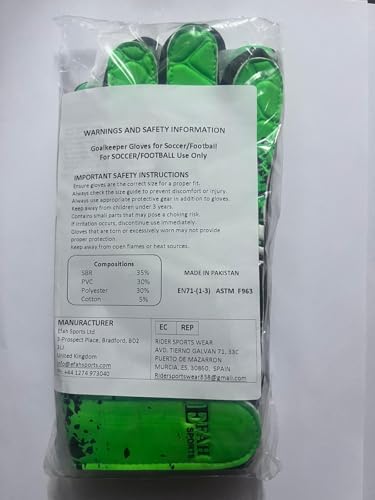 WARNINGS AND SAFETY INFORMATION
Goalkeeper Gloves for Soccer/Football
For SOCCER/FOOTBALL Use Only
IMPORTANT SAFETY INSTRUCTIONS
Ensure gloves are the correct size for a proper fit.
Always check the size guide to prevent discomfort or injury.
Always use appropriate protective gear in addition to gloves.
Keep away from children under 3 years.
Contains small parts that may pose a choking risk.
If irritation occurs, discontinue use immediately.
Gloves that are torn or excessively worn may not provide
proper protection.
Keep away from open flames or heat sources.
Compositions
SBR 35%
PVC 30%
Polyester 30%
Cotton 5%
MADE IN PAKISTAN
EN71-(1-3) ASTM F963
MANUFACTURER
Efah Sports Ltd
-Prospect Place, Bradford, BD2
United Kingdom
info@efahsports.com
+44 1274 973040
EC REP
RIDER SPORTS WEAR
AVD. TIERNO GALVAN 71, 33C
PUERTO DE MAZARRON
MURCIA, ES, 30860, SPAIN
Ridersportswear858@gmail.com
EFAH
SPORTS